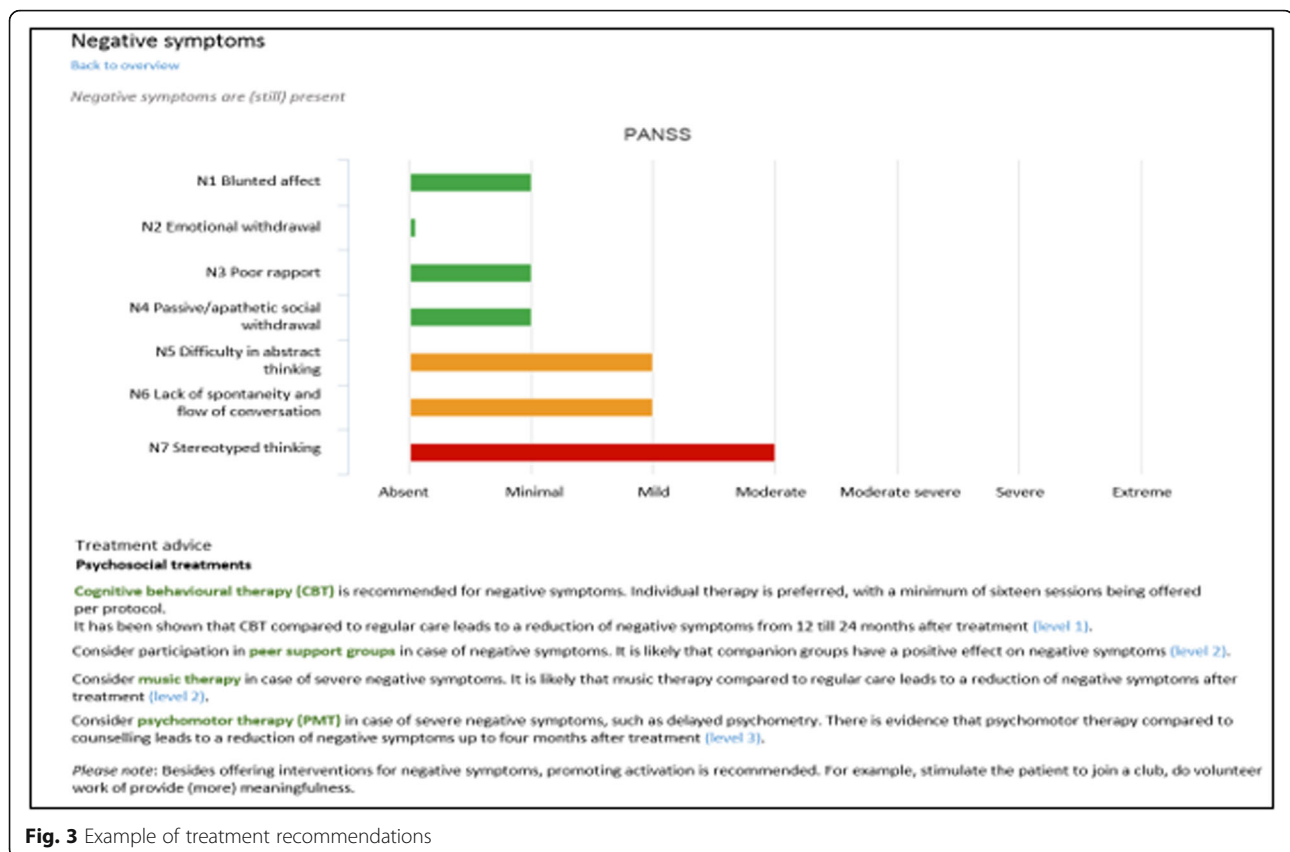 Negative symptoms
Back to overview
Negative symptoms are (still) present
PANSS
N1 Blunted affect
N2 Emotional withdrawal
N3 Poor rapport
N4 Passive/apathetic social
withdrawal
N5 Difficulty in abstract
thinking
N6 Lack of spontaneity and
flow of conversation
N7 Stereotyped thinking
Absent Minimal Mild Moderate Moderate severe Severe Extreme
Treatment advice
Psychosocial treatments
Cognitive behavioural therapy (CBT) is recommended for negative symptoms. Individual therapy is preferred, with a minimum of sixteen sessions being offered
per protocol.
It has been shown that CBT compared to regular care leads to a reduction of negative symptoms from 12 till 24 months after treatment (level 1).
Consider participation in peer support groups in case of negative symptoms. It is likely that companion groups have a positive effect on negative symptoms (level 2).
Consider music therapy in case of severe negative symptoms. It is likely that music therapy compared to regular care leads to a reduction of negative symptoms after
treatment (level 2).
Consider psychomotor therapy (PMT) in case of severe negative symptoms, such as delayed psychometry. There is evidence that psychomotor therapy compared to
counselling leads to a reduction of negative symptoms up to four months after treatment (level 3).
Please note: Besides offering interventions for negative symptoms, promoting activation is recommended. For example, stimulate the patient to join a club, do volunteer
work of provide (more) meaningfulness.
Fig. 3 Example of treatment recommendations